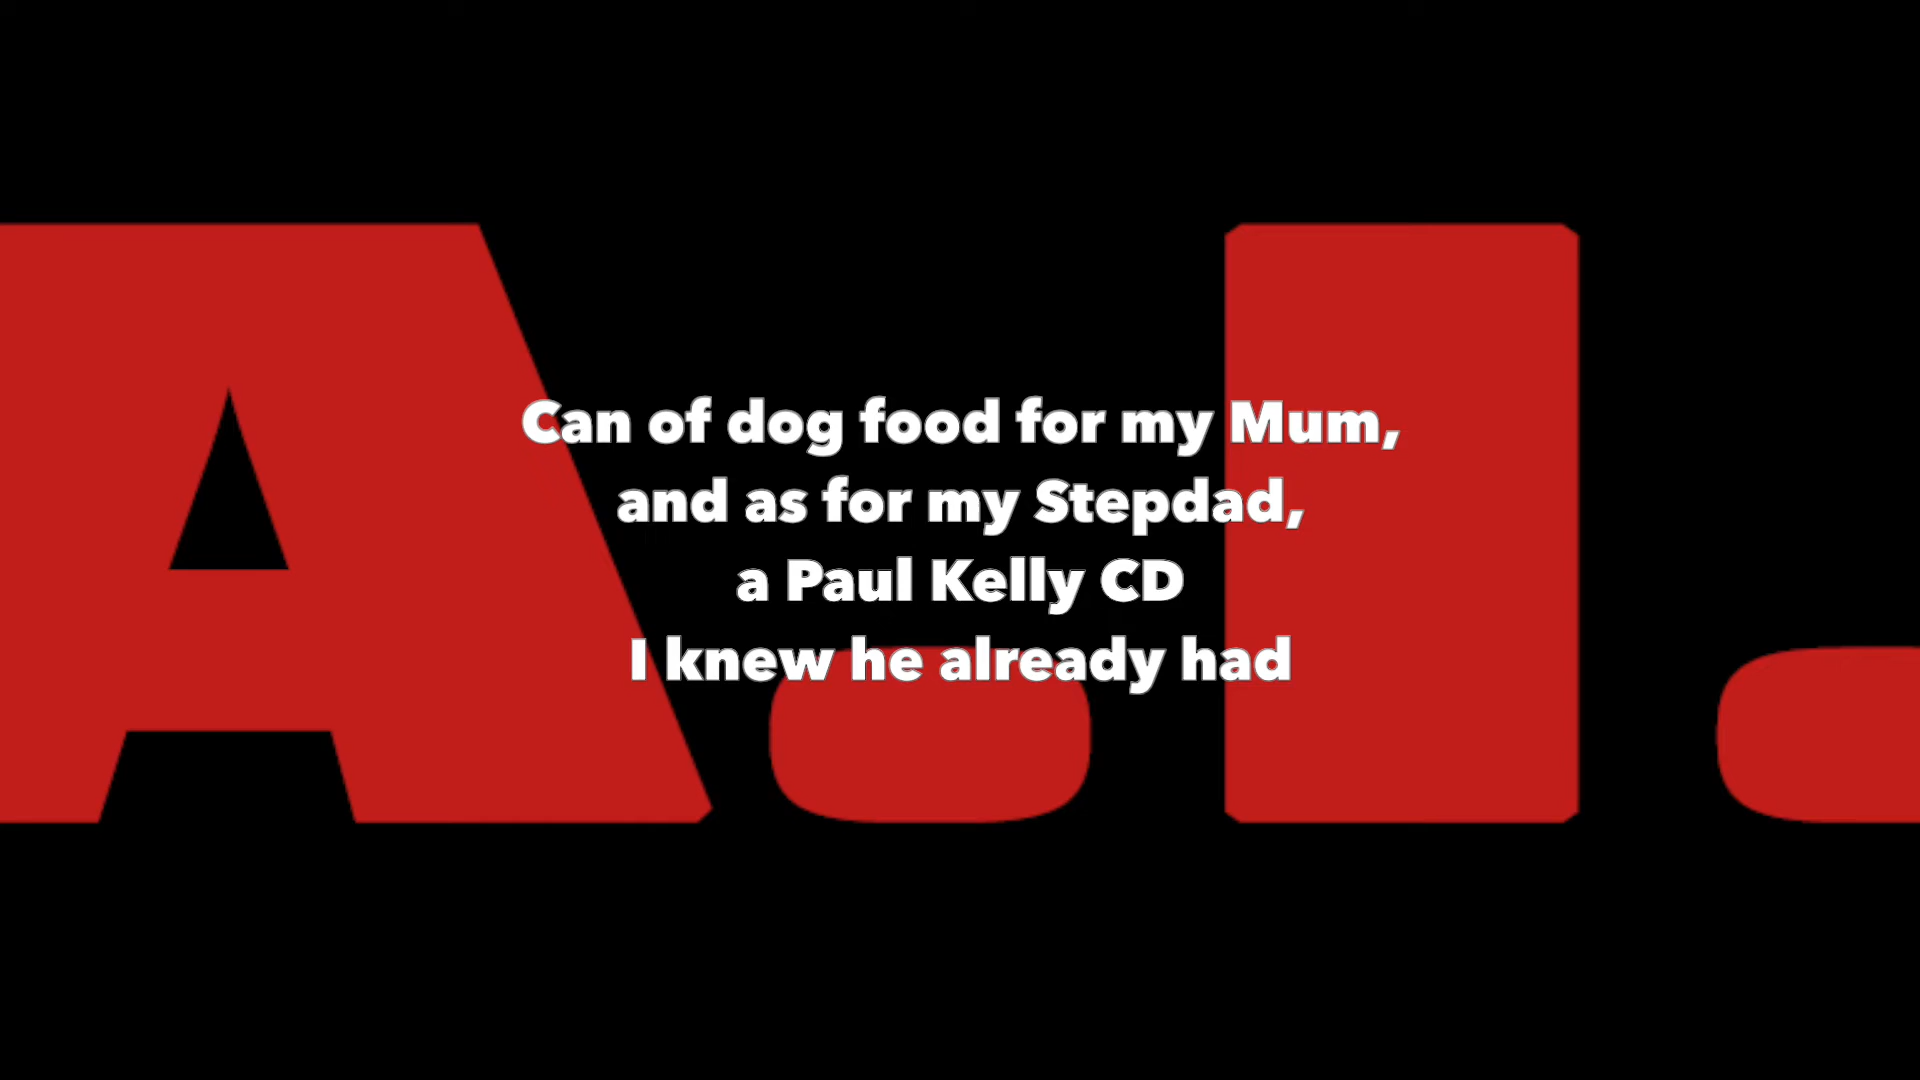 A.I.
Can of dog food for my Mum,
and as for my Stepdad,
a Paul Kelly CD
I knew he already had